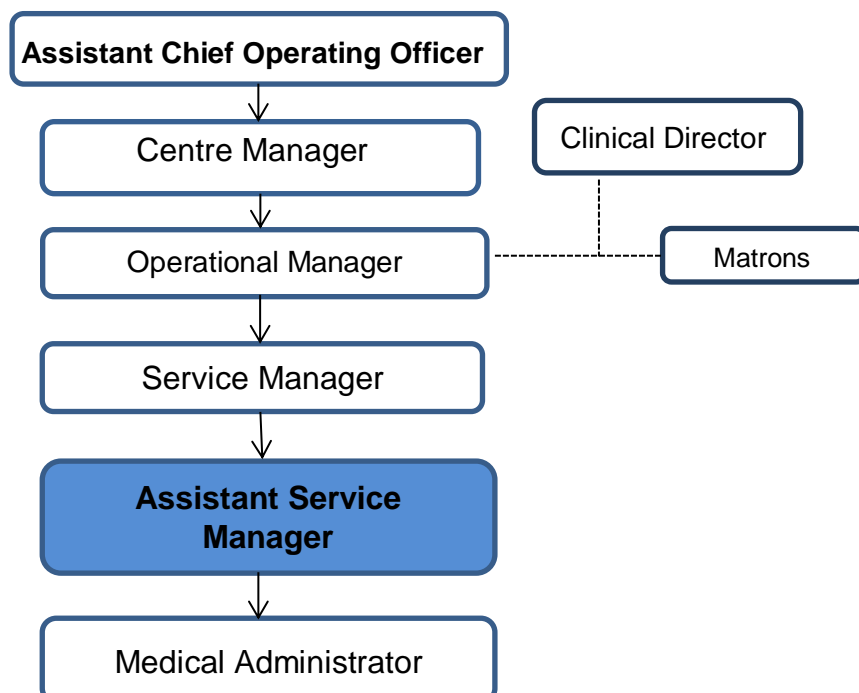 Assistant Chief Operating Officer
Centre Manager
Clinical Director
Operational Manager
Matrons
Service Manager
Assistant Service
Manager
Medical Administrator